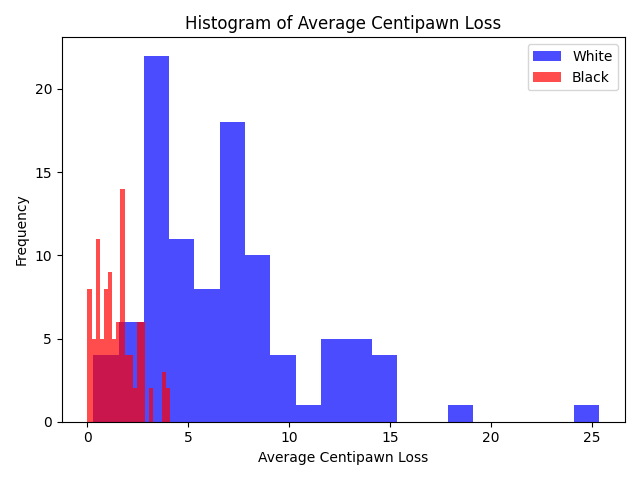 Histogram of Average Centipawn Loss
White
Black
Frequency
20
15
10
5
0
0 5 10 15 20 25
Average Centipawn Loss